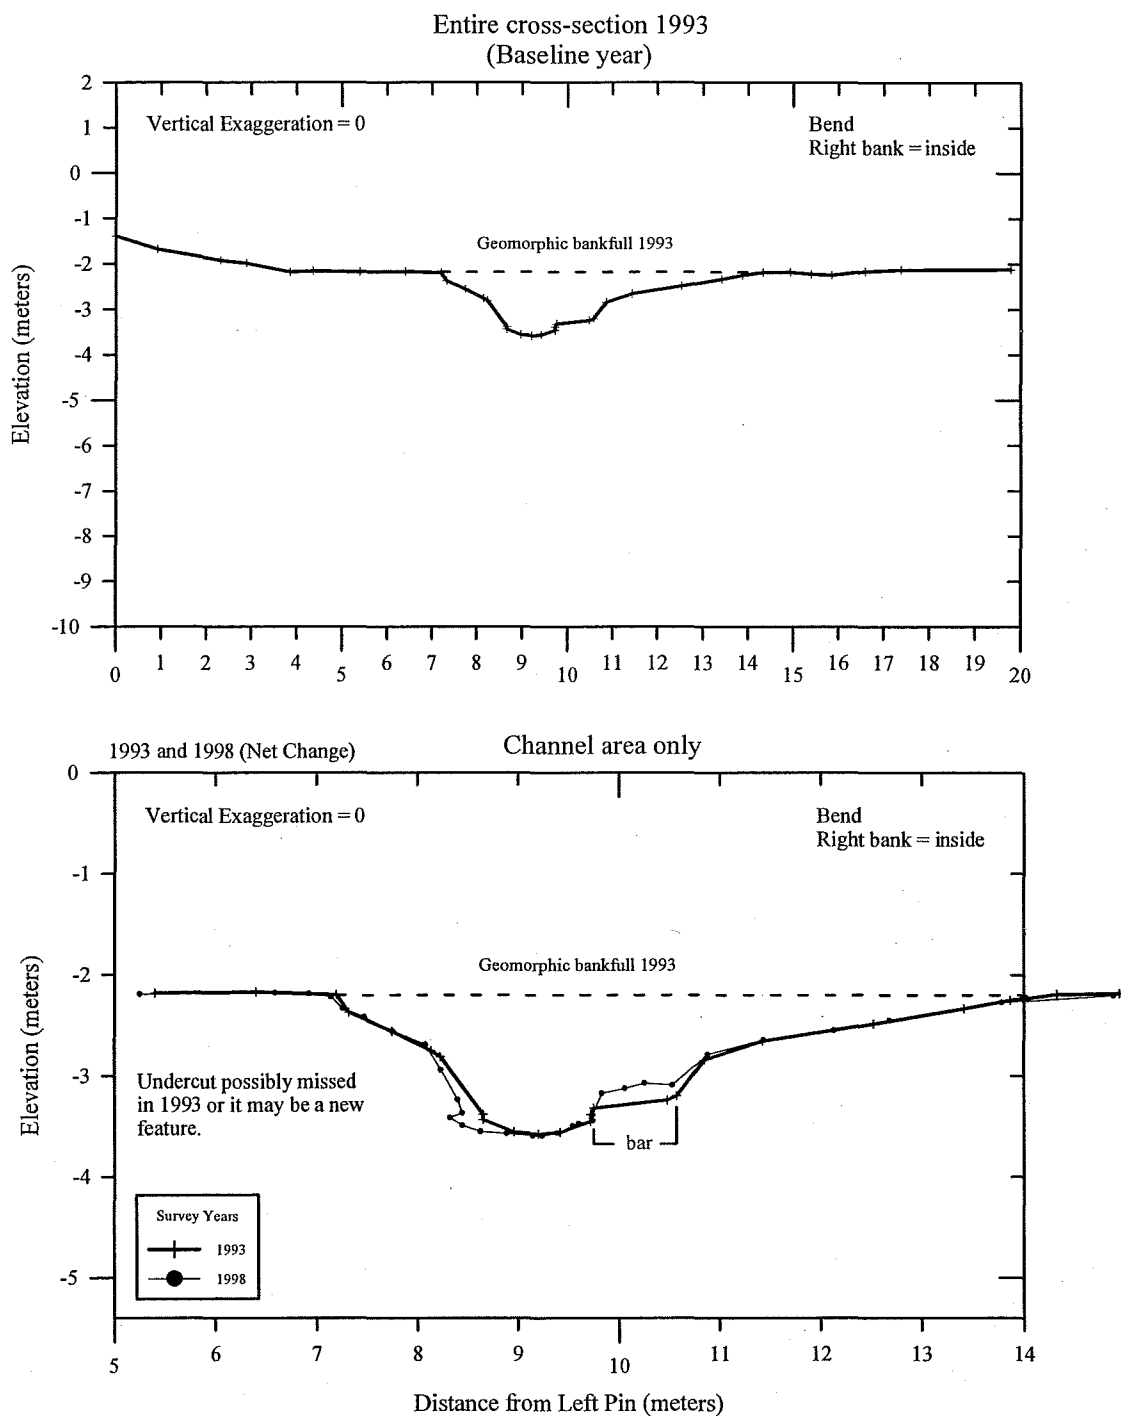 Entire cross-section 1993
(Baseline year)
2
1
0
-1
-2
-3
-4
-5
-6
-7
-8
-9
-10
Elevation (meters)
Vertical Exaggeration = 0
Bend
Right bank = inside
Geomorphic bankfull 1993
0 1 2 3 4 5 6 7 8 9 10 11 12 13 14 15 16 17 18 19 20
1993 and 1998 (Net Change)
Channel area only
0
-1
-2
-3
-4
-5
Elevation (meters)
Vertical Exaggeration = 0
Bend
Right bank = inside
Geomorphic bankfull 1993
Undercut possibly missed
in 1993 or it may be a new
feature.
bar
Survey Years
1993
1998
5 6 7 8 9 10 11 12 13 14
Distance from Left Pin (meters)